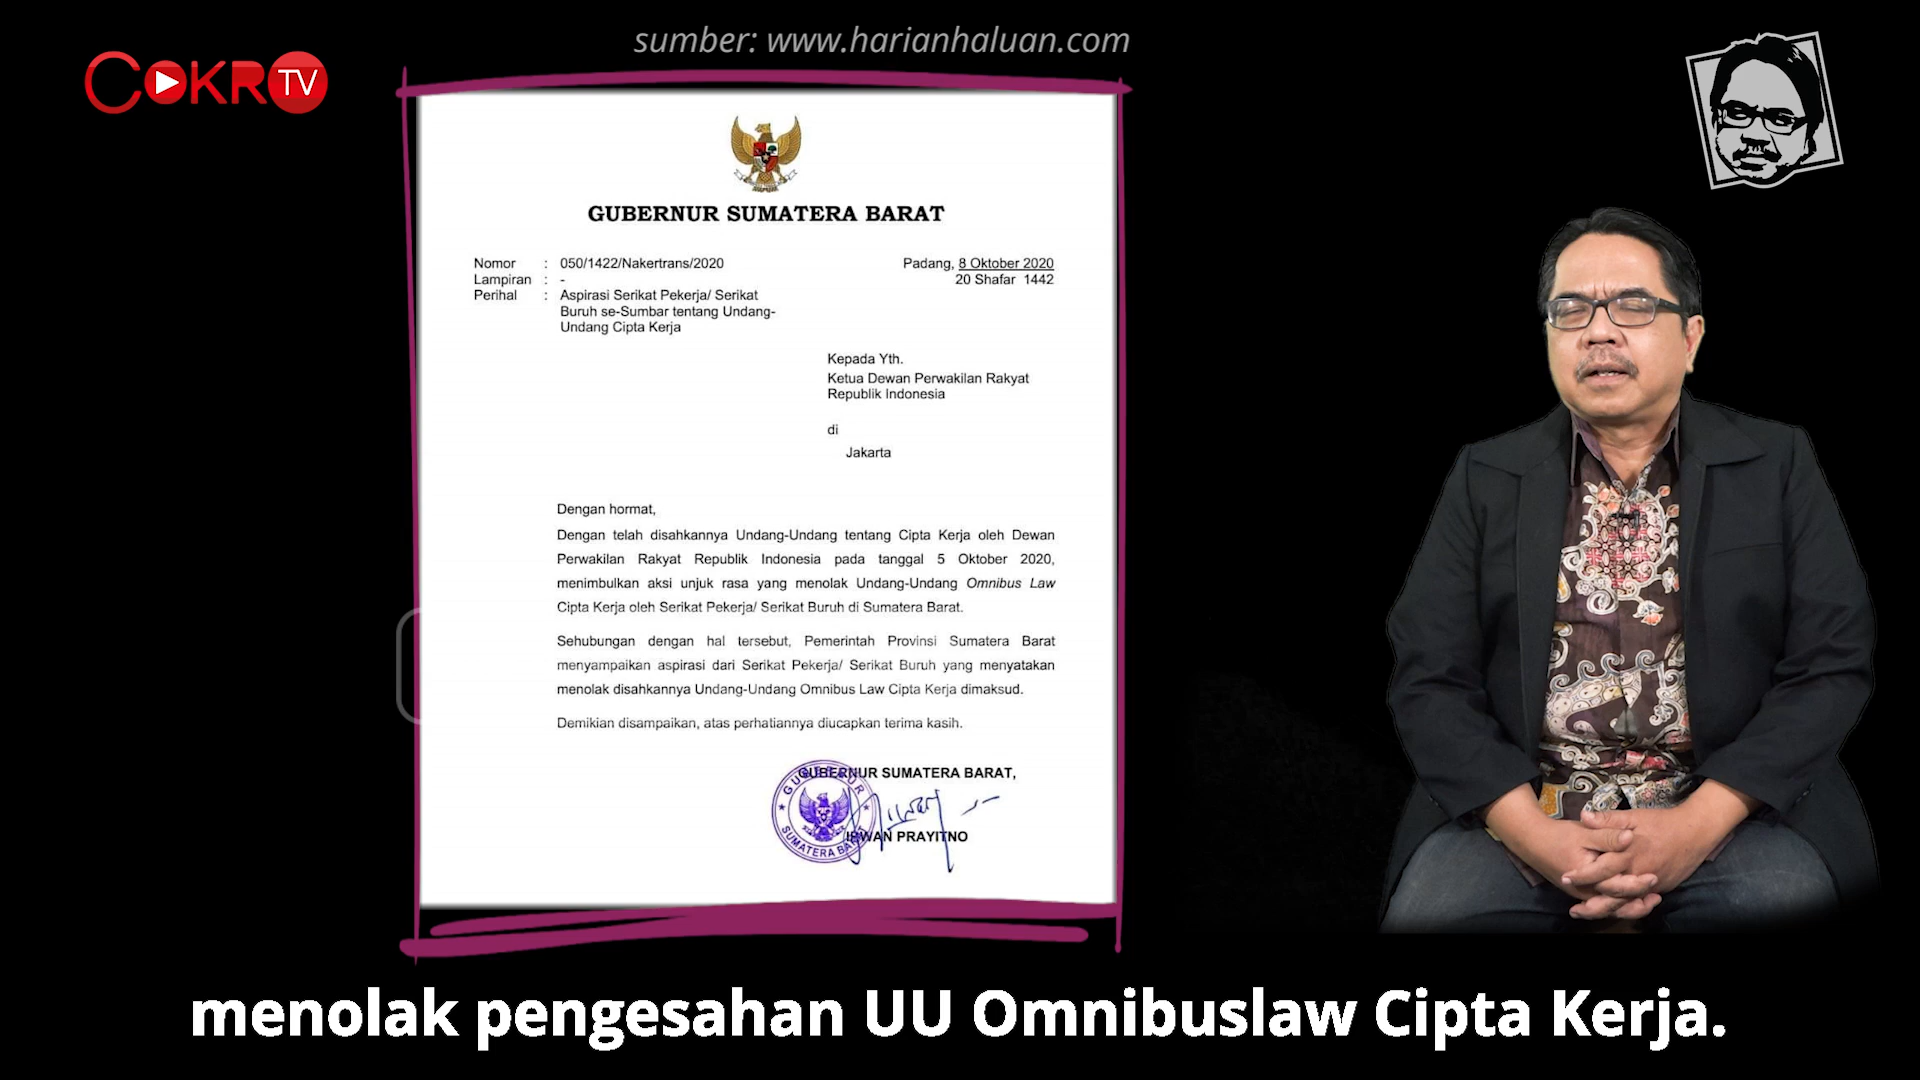 sumber: www.harianhaluan.com
COKRO TV
GUBERNUR SUMATERA BARAT
Nomor : 050/1422/Nakertrans/2020
Lampiran : -
Perihal : Aspirasi Serikat Pekerja/ Serikat
Buruh se-Sumbar tentang Undang-
Undang Cipta Kerja
Padang, 8 Oktober 2020
20 Shafar 1442
Kepada Yth.
Ketua Dewan Perwakilan Rakyat
Republik Indonesia
di
Jakarta
Dengan hormat,
Dengan telah disahkannya Undang-Undang tentang Cipta Kerja oleh Dewan
Perwakilan Rakyat Republik Indonesia pada tanggal 5 Oktober 2020,
menimbulkan aksi unjuk rasa yang menolak Undang-Undang Omnibus Law
Cipta Kerja oleh Serikat Pekerja/ Serikat Buruh di Sumatera Barat.
Sehubungan dengan hal tersebut, Pemerintah Provinsi Sumatera Barat
menyampaikan aspirasi dari Serikat Pekerja/ Serikat Buruh yang menyatakan
menolak disahkannya Undang-Undang Omnibus Law Cipta Kerja dimaksud.
Demikian disampaikan, atas perhatiannya diucapkan terima kasih.
GUBERNUR SUMATERA BARAT,
GUBERNUR
SUMATERA BARAT
IRWAN PRAYITNO
menolak pengesahan UU Omnibuslaw Cipta Kerja.